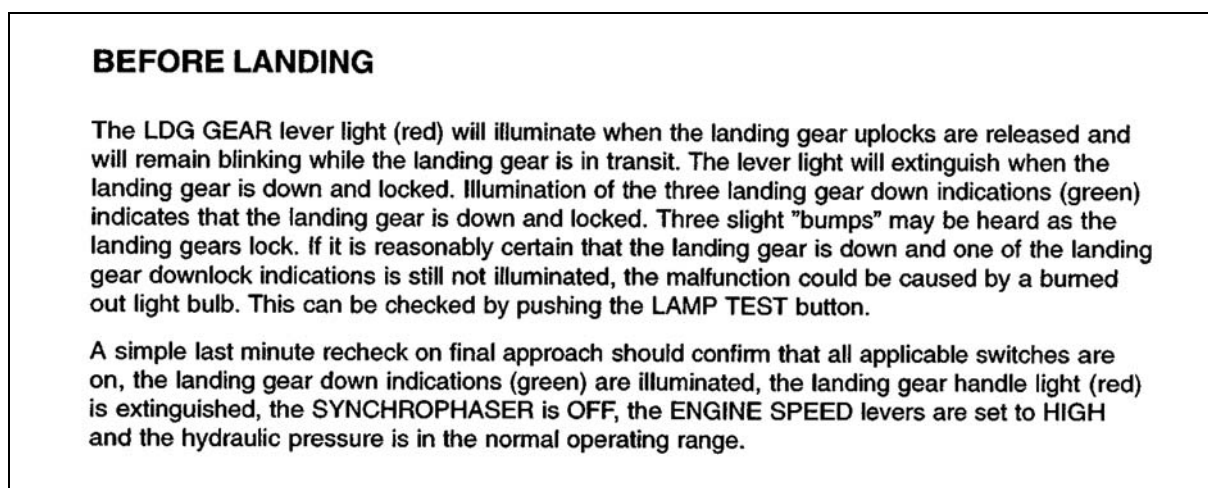 BEFORE LANDING
The LDG GEAR lever light (red) will illuminate when the landing gear uplocks are released and
will remain blinking while the landing gear is in transit. The lever light will extinguish when the
landing gear is down and locked. Illumination of the three landing gear down indications (green)
indicates that the landing gear is down and locked. Three slight "bumps" may be heard as the
landing gears lock. If it is reasonably certain that the landing gear is down and one of the landing
gear downlock indications is still not illuminated, the malfunction could be caused by a burned
out light bulb. This can be checked by pushing the LAMP TEST button.
A simple last minute recheck on final approach should confirm that all applicable switches are
on, the landing gear down indications (green) are illuminated, the landing gear handle light (red)
is extinguished, the SYNCHROPHASER is OFF, the ENGINE SPEED levers are set to HIGH
and the hydraulic pressure is in the normal operating range.